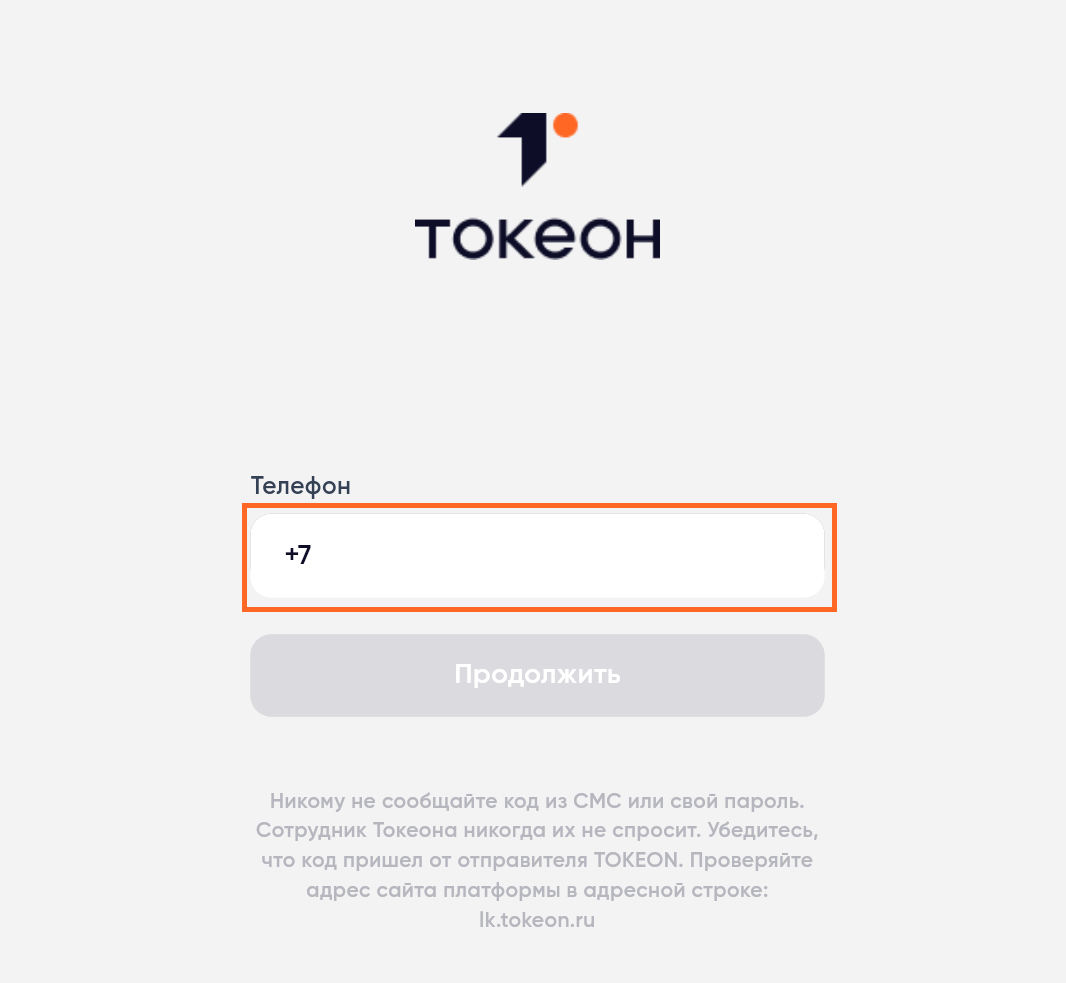 ТОКЕОН
Телефон
+7
Продолжить
Никому не сообщайте код из СМС или свой пароль.
Сотрудник Токеона никогда их не спросит. Убедитесь,
что код пришел от отправителя TOKEON. Проверяйте
адрес сайта платформы в адресной строке:
lk.tokeon.ru